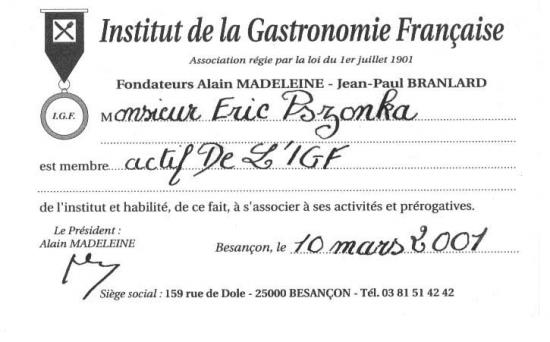 Institut de la Gastronomie Française
Association régie par la loi du 1er juillet 1901
Fondateurs Alain MADELEINE - Jean-Paul BRANLARD
I.G.F.
Monsieur Eric Pszonka
est membre actif De L'IGF
de l'institut et habilité, de ce fait, à s'associer à ses activités et prérogatives.
Le Président :
Alain MADELEINE
Besançon, le 10 mars 2001
Siège social : 159 rue de Dole - 25000 BESANÇON - Tél. 03 81 51 42 42